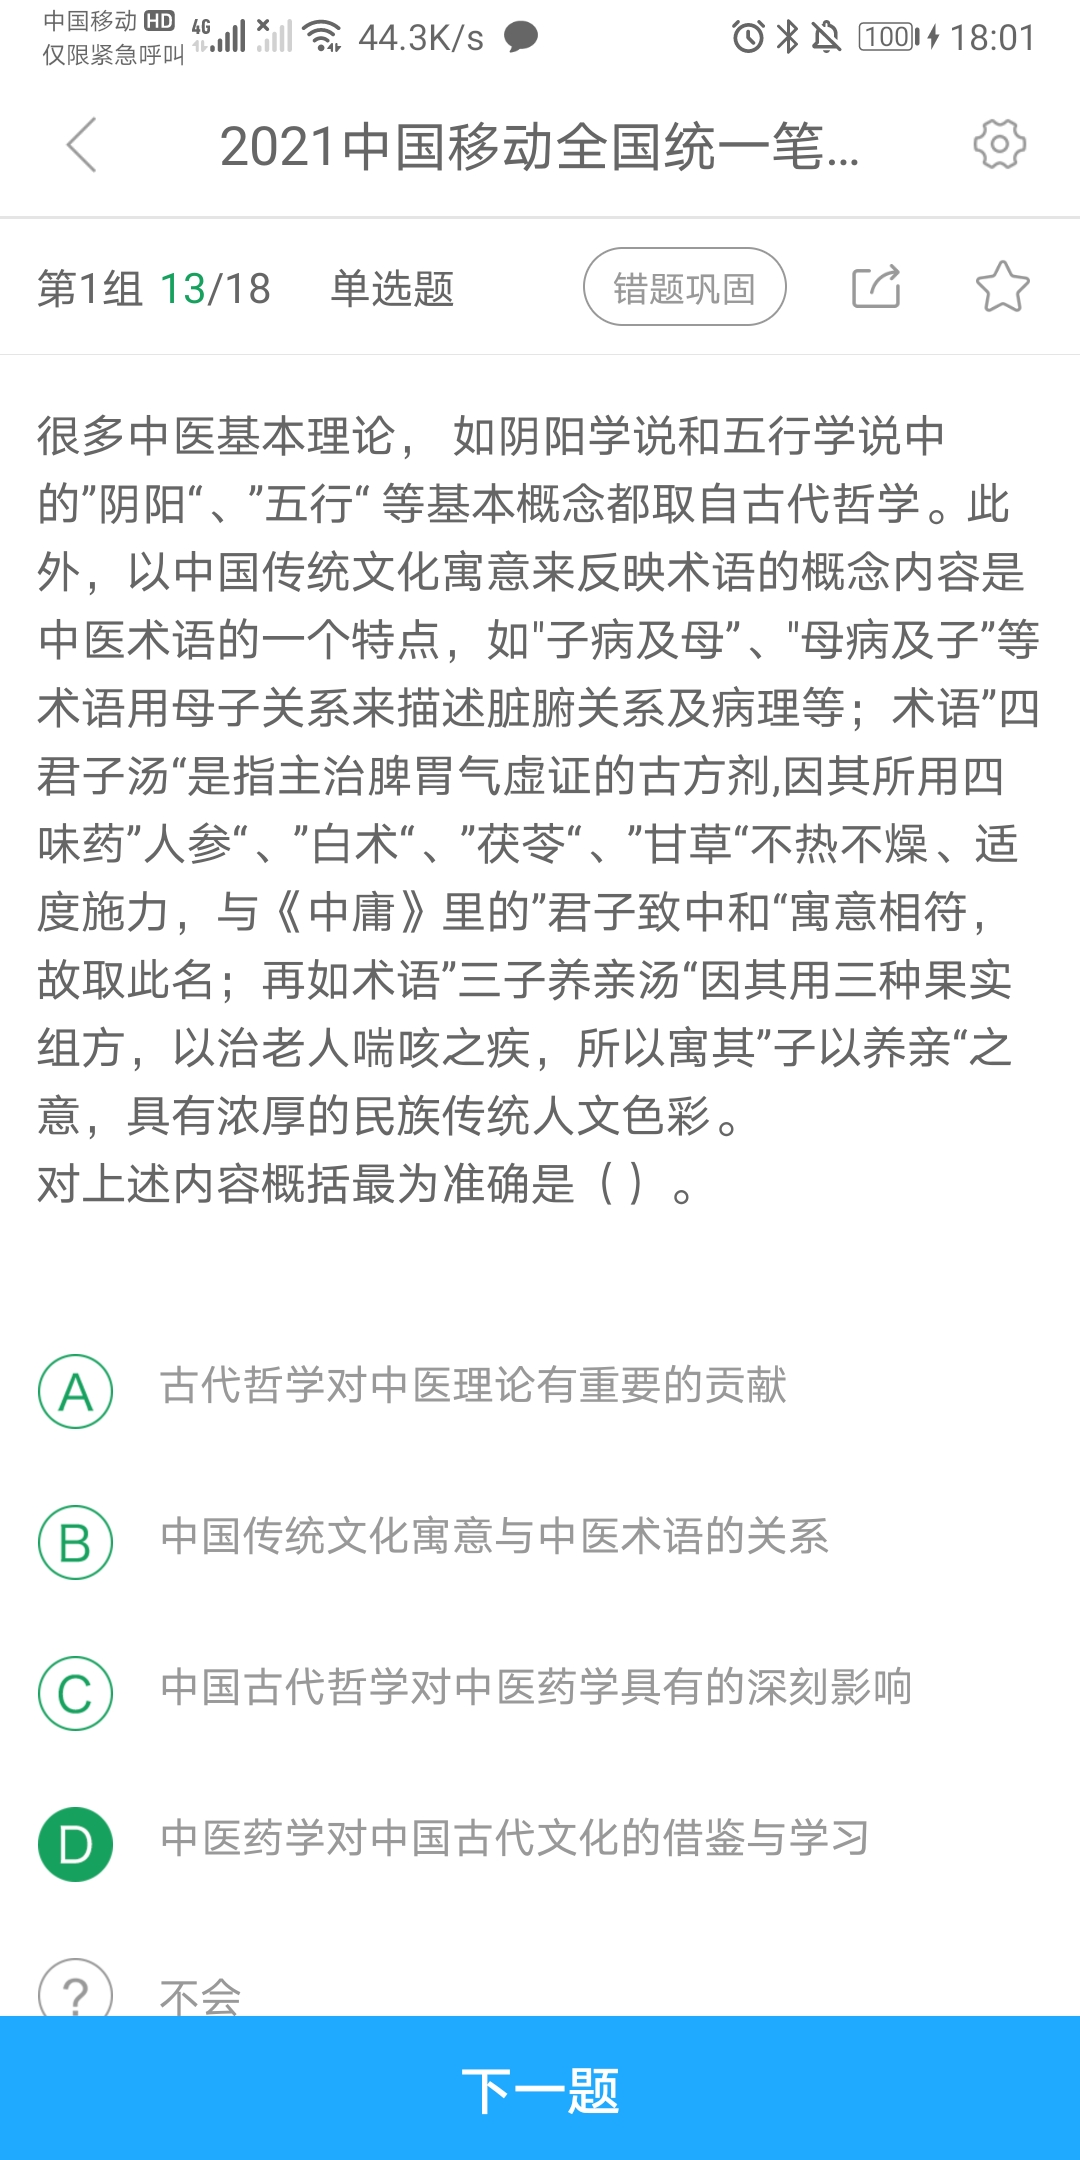 中国移动 HD 4G 44.3K/s 100 18:01
仅限紧急呼叫
2021中国移动全国统一笔...
第1组 13/18 单选题 错题巩固
很多中医基本理论， 如阴阳学说和五行学说中
的”阴阳“、”五行“ 等基本概念都取自古代哲学。此
外，以中国传统文化寓意来反映术语的概念内容是
中医术语的一个特点，如"子病及母”、"母病及子”等
术语用母子关系来描述脏腑关系及病理等；术语”四
君子汤“是指主治脾胃气虚证的古方剂,因其所用四
味药”人参“、”白术“、”茯苓“、”甘草“不热不燥、适
度施力，与《中庸》里的”君子致中和“寓意相符，
故取此名；再如术语”三子养亲汤“因其用三种果实
组方，以治老人喘咳之疾，所以寓其”子以养亲“之
意，具有浓厚的民族传统人文色彩。
对上述内容概括最为准确是（ ）。
A 古代哲学对中医理论有重要的贡献
B 中国传统文化寓意与中医术语的关系
C 中国古代哲学对中医药学具有的深刻影响
D 中医药学对中国古代文化的借鉴与学习
? 不会
下一题